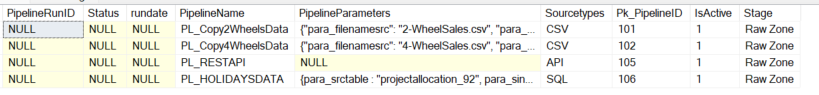 PipelineRunID Status rundate PipelineName PipelineParameters Sourcetypes Pk_PipelineID IsActive Stage
NULL NULL NULL PL_Copy2WheelsData {"para_filenamesrc": "2-WheelSales.csv", "para_... CSV 101 1 Raw Zone
NULL NULL NULL PL_Copy4WheelsData {"para_filenamesrc": "4-WheelSales.csv", "para_... CSV 102 1 Raw Zone
NULL NULL NULL PL_RESTAPI NULL API 105 1 Raw Zone
NULL NULL NULL PL_HOLIDAYSDATA {para_srctable : "projectallocation_92", para_sin... SQL 106 1 Raw Zone